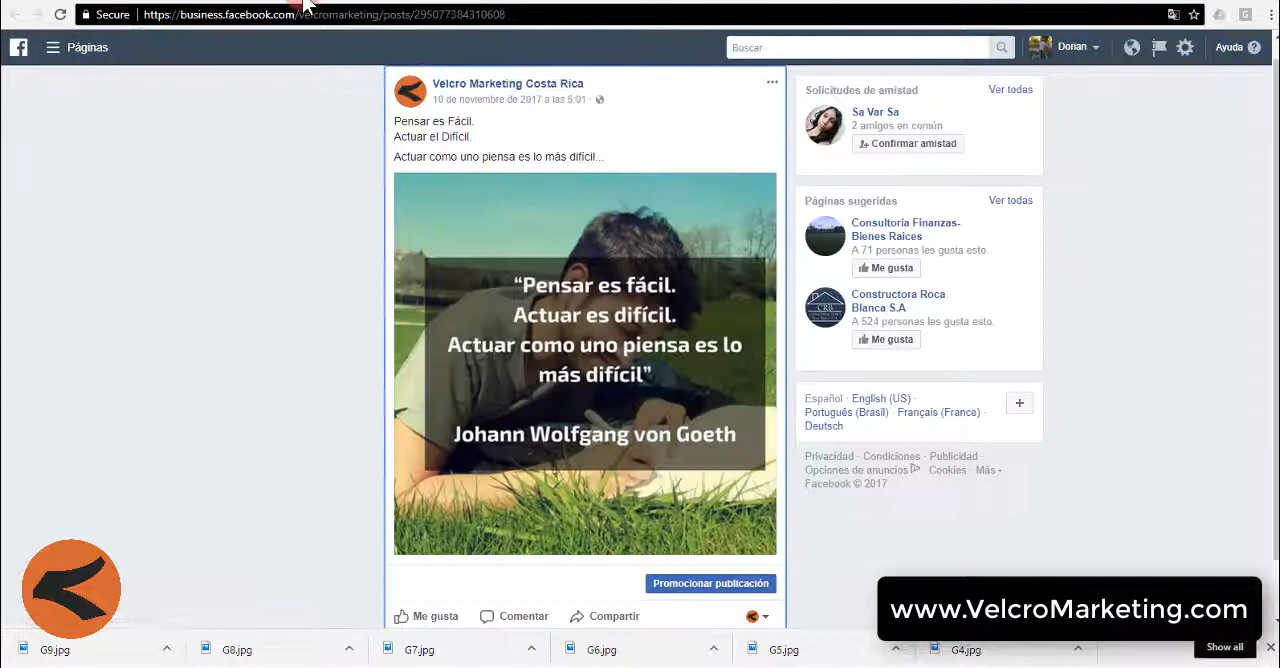 Secure
https://business.facebook.com/velcromarketing/posts/295077384310608
Páginas
Buscar
Dorian
Ayuda
Velcro Marketing Costa Rica
10 de noviembre de 2017 a las 5:01 ·
Pensar es Fácil.
Actuar el Difícil.
Actuar como uno piensa es lo más difícil...
“Pensar es fácil.
Actuar es difícil.
Actuar como uno piensa es lo
más difícil”
Johann Wolfgang von Goeth
Promocionar publicación
Me gusta
Comentar
Compartir
Solicitudes de amistad
Ver todas
Sa Var Sa
2 amigos en común
Confirmar amistad
Páginas sugeridas
Ver todas
Consultoría Finanzas-
Bienes Raices
A 71 personas les gusta esto.
Me gusta
Constructora Roca
Blanca S.A
A 524 personas les gusta esto.
Me gusta
Español · English (US) ·
Português (Brasil) · Français (France) ·
Deutsch
Privacidad · Condiciones · Publicidad ·
Opciones de anuncios · Cookies · Más
Facebook © 2017
www.VelcroMarketing.com
G9.jpg
G8.jpg
G7.jpg
G6.jpg
G5.jpg
G4.jpg
Show all